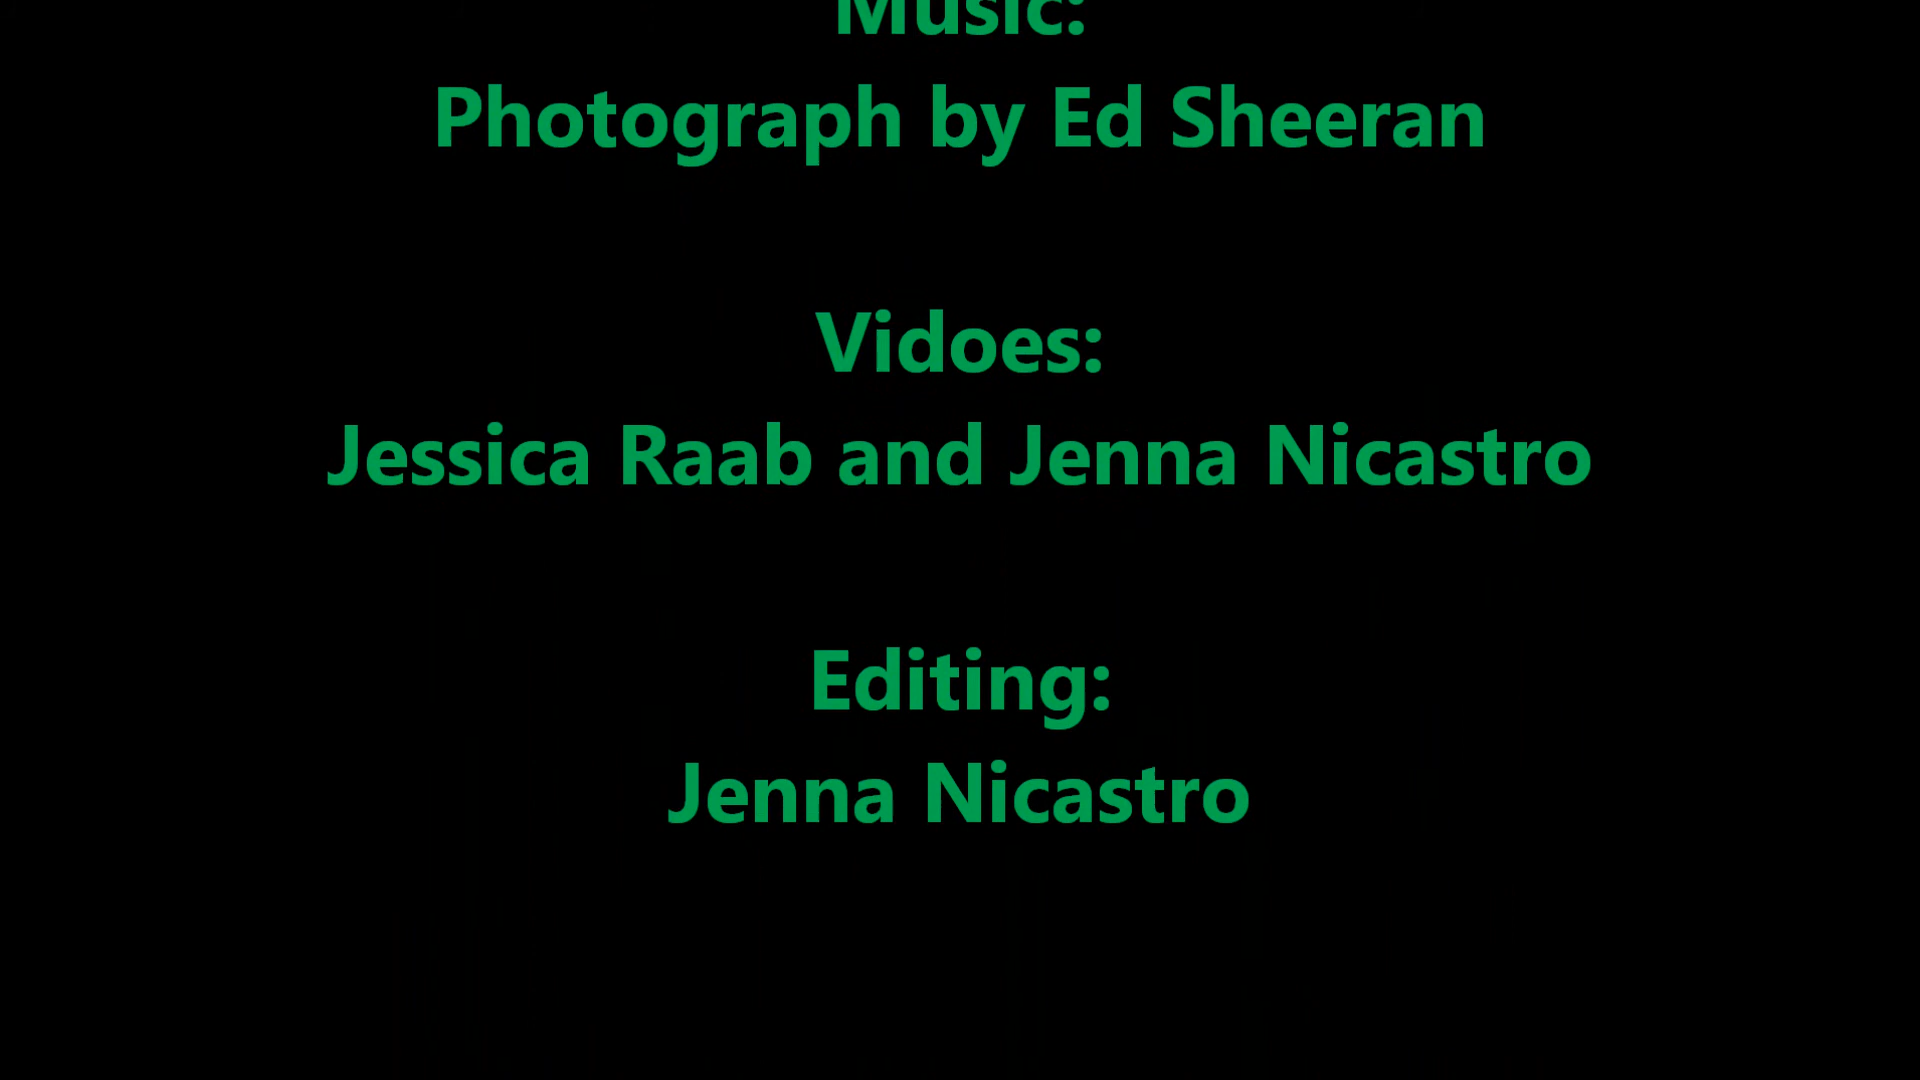 Music:
Photograph by Ed Sheeran
Vidoes:
Jessica Raab and Jenna Nicastro
Editing:
Jenna Nicastro